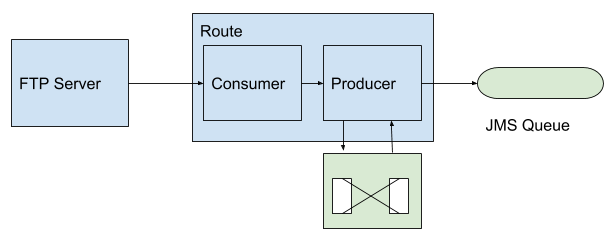 Route
FTP Server
Consumer
Producer
JMS Queue